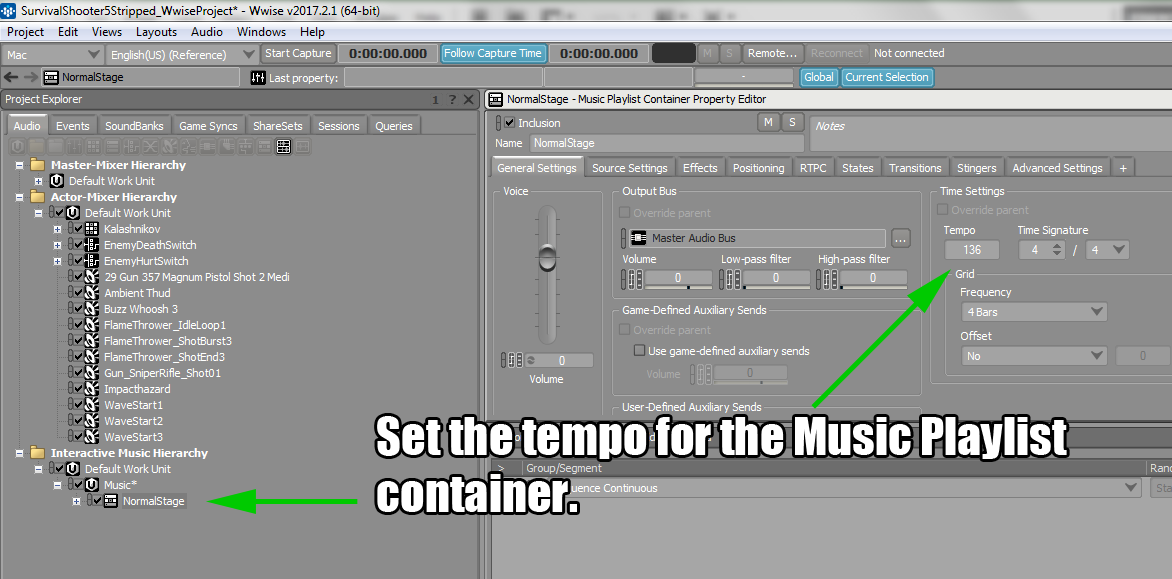 SurvivalShooter5Stripped_WwiseProject* - Wwise v2017.2.1 (64-bit)
Project Edit Views Layouts Audio Windows Help
Mac English(US) (Reference) Start Capture 0:00:00.000 Follow Capture Time 0:00:00.000 M S Remote... Reconnect Not connected
NormalStage Last property: - Global Current Selection
Project Explorer 1 ? X
Audio Events SoundBanks Game Syncs ShareSets Sessions Queries
Master-Mixer Hierarchy
Default Work Unit
Actor-Mixer Hierarchy
Default Work Unit
Kalashnikov
EnemyDeathSwitch
EnemyHurtSwitch
29 Gun 357 Magnum Pistol Shot 2 Medi
Ambient Thud
Buzz Whoosh 3
FlameThrower_IdleLoop1
FlameThrower_ShotBurst3
FlameThrower_ShotEnd3
Gun_SniperRifle_Shot01
Impacthazard
WaveStart1
WaveStart2
WaveStart3
Interactive Music Hierarchy
Default Work Unit
Music*
NormalStage
NormalStage - Music Playlist Container Property Editor
Inclusion M S Notes
Name NormalStage
General Settings Source Settings Effects Positioning RTPC States Transitions Stingers Advanced Settings +
Voice
0
Volume
Output Bus
Override parent
Master Audio Bus ...
Volume Low-pass filter High-pass filter
0 0 0
Game-Defined Auxiliary Sends
Override parent
Use game-defined auxiliary sends
Volume 0
User-Defined Auxiliary Sends
Time Settings
Override parent
Tempo Time Signature
136 4 / 4
Grid
Frequency
4 Bars
Offset
No 0
> Group/Segment Ran
uence Continuous Sta
Set the tempo for the Music Playlist
container.